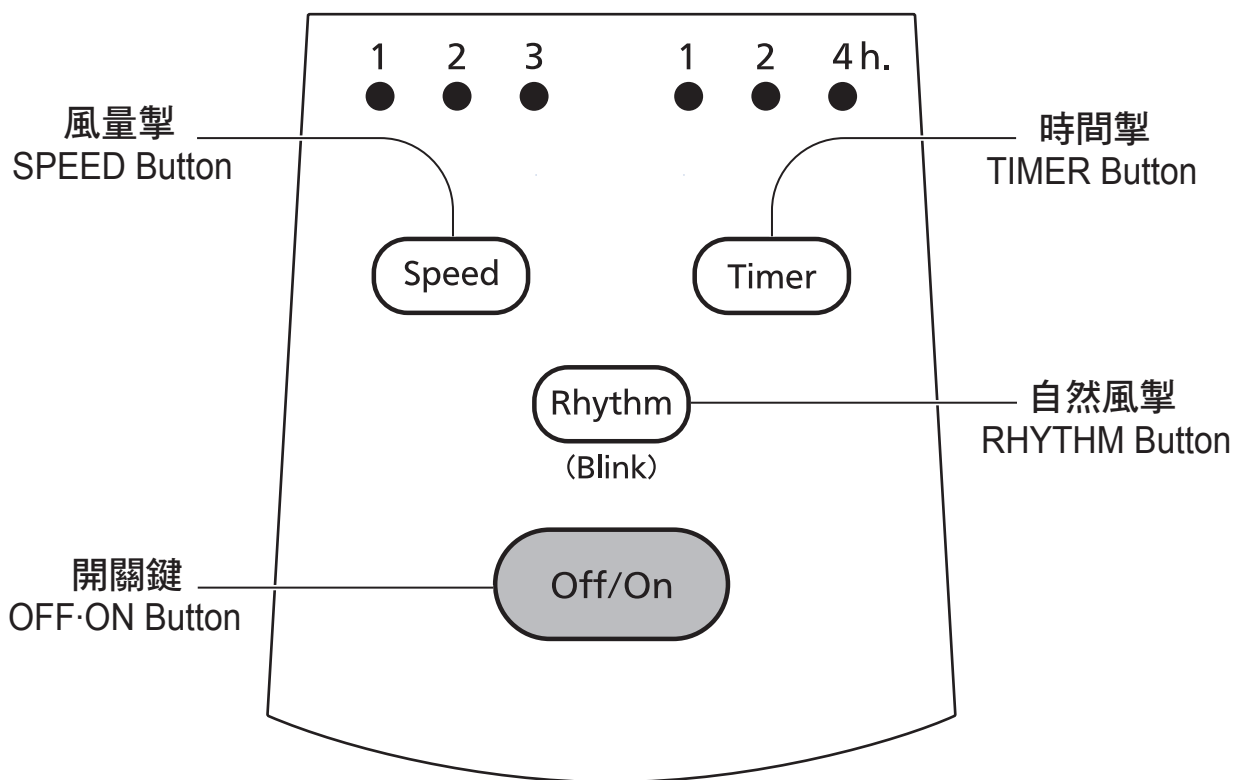 1 2 3 1 2 4 h.
風量掣
SPEED Button
時間掣
TIMER Button
Speed
Timer
Rhythm
(Blink)
自然風掣
RHYTHM Button
開關鍵
OFF·ON Button
Off/On